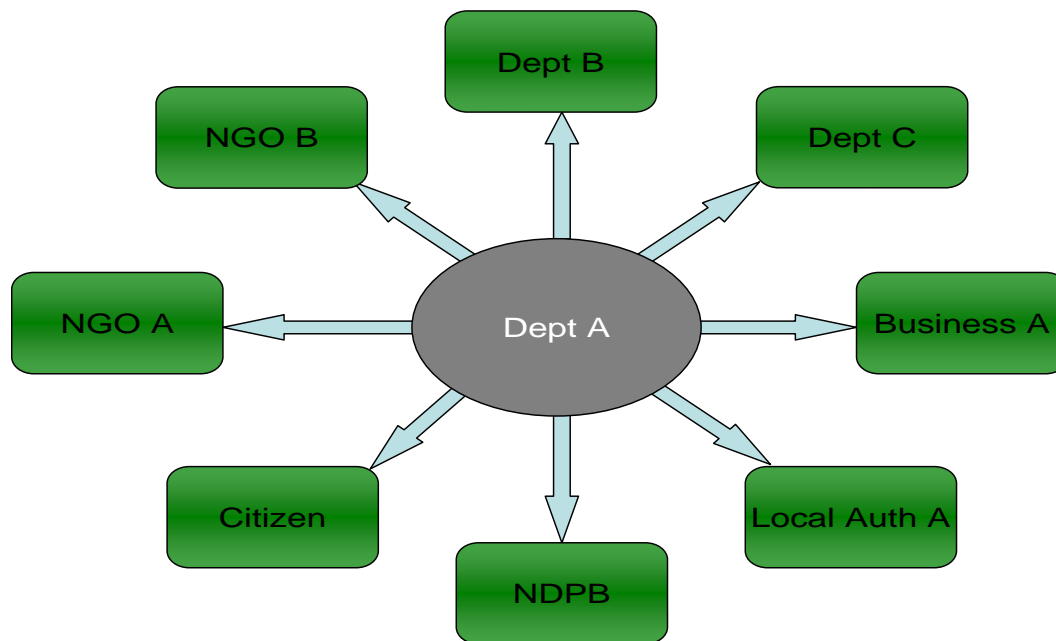 Dept B
NGO B
Dept C
NGO A
Dept A
Business A
Citizen
Local Auth A
NDPB